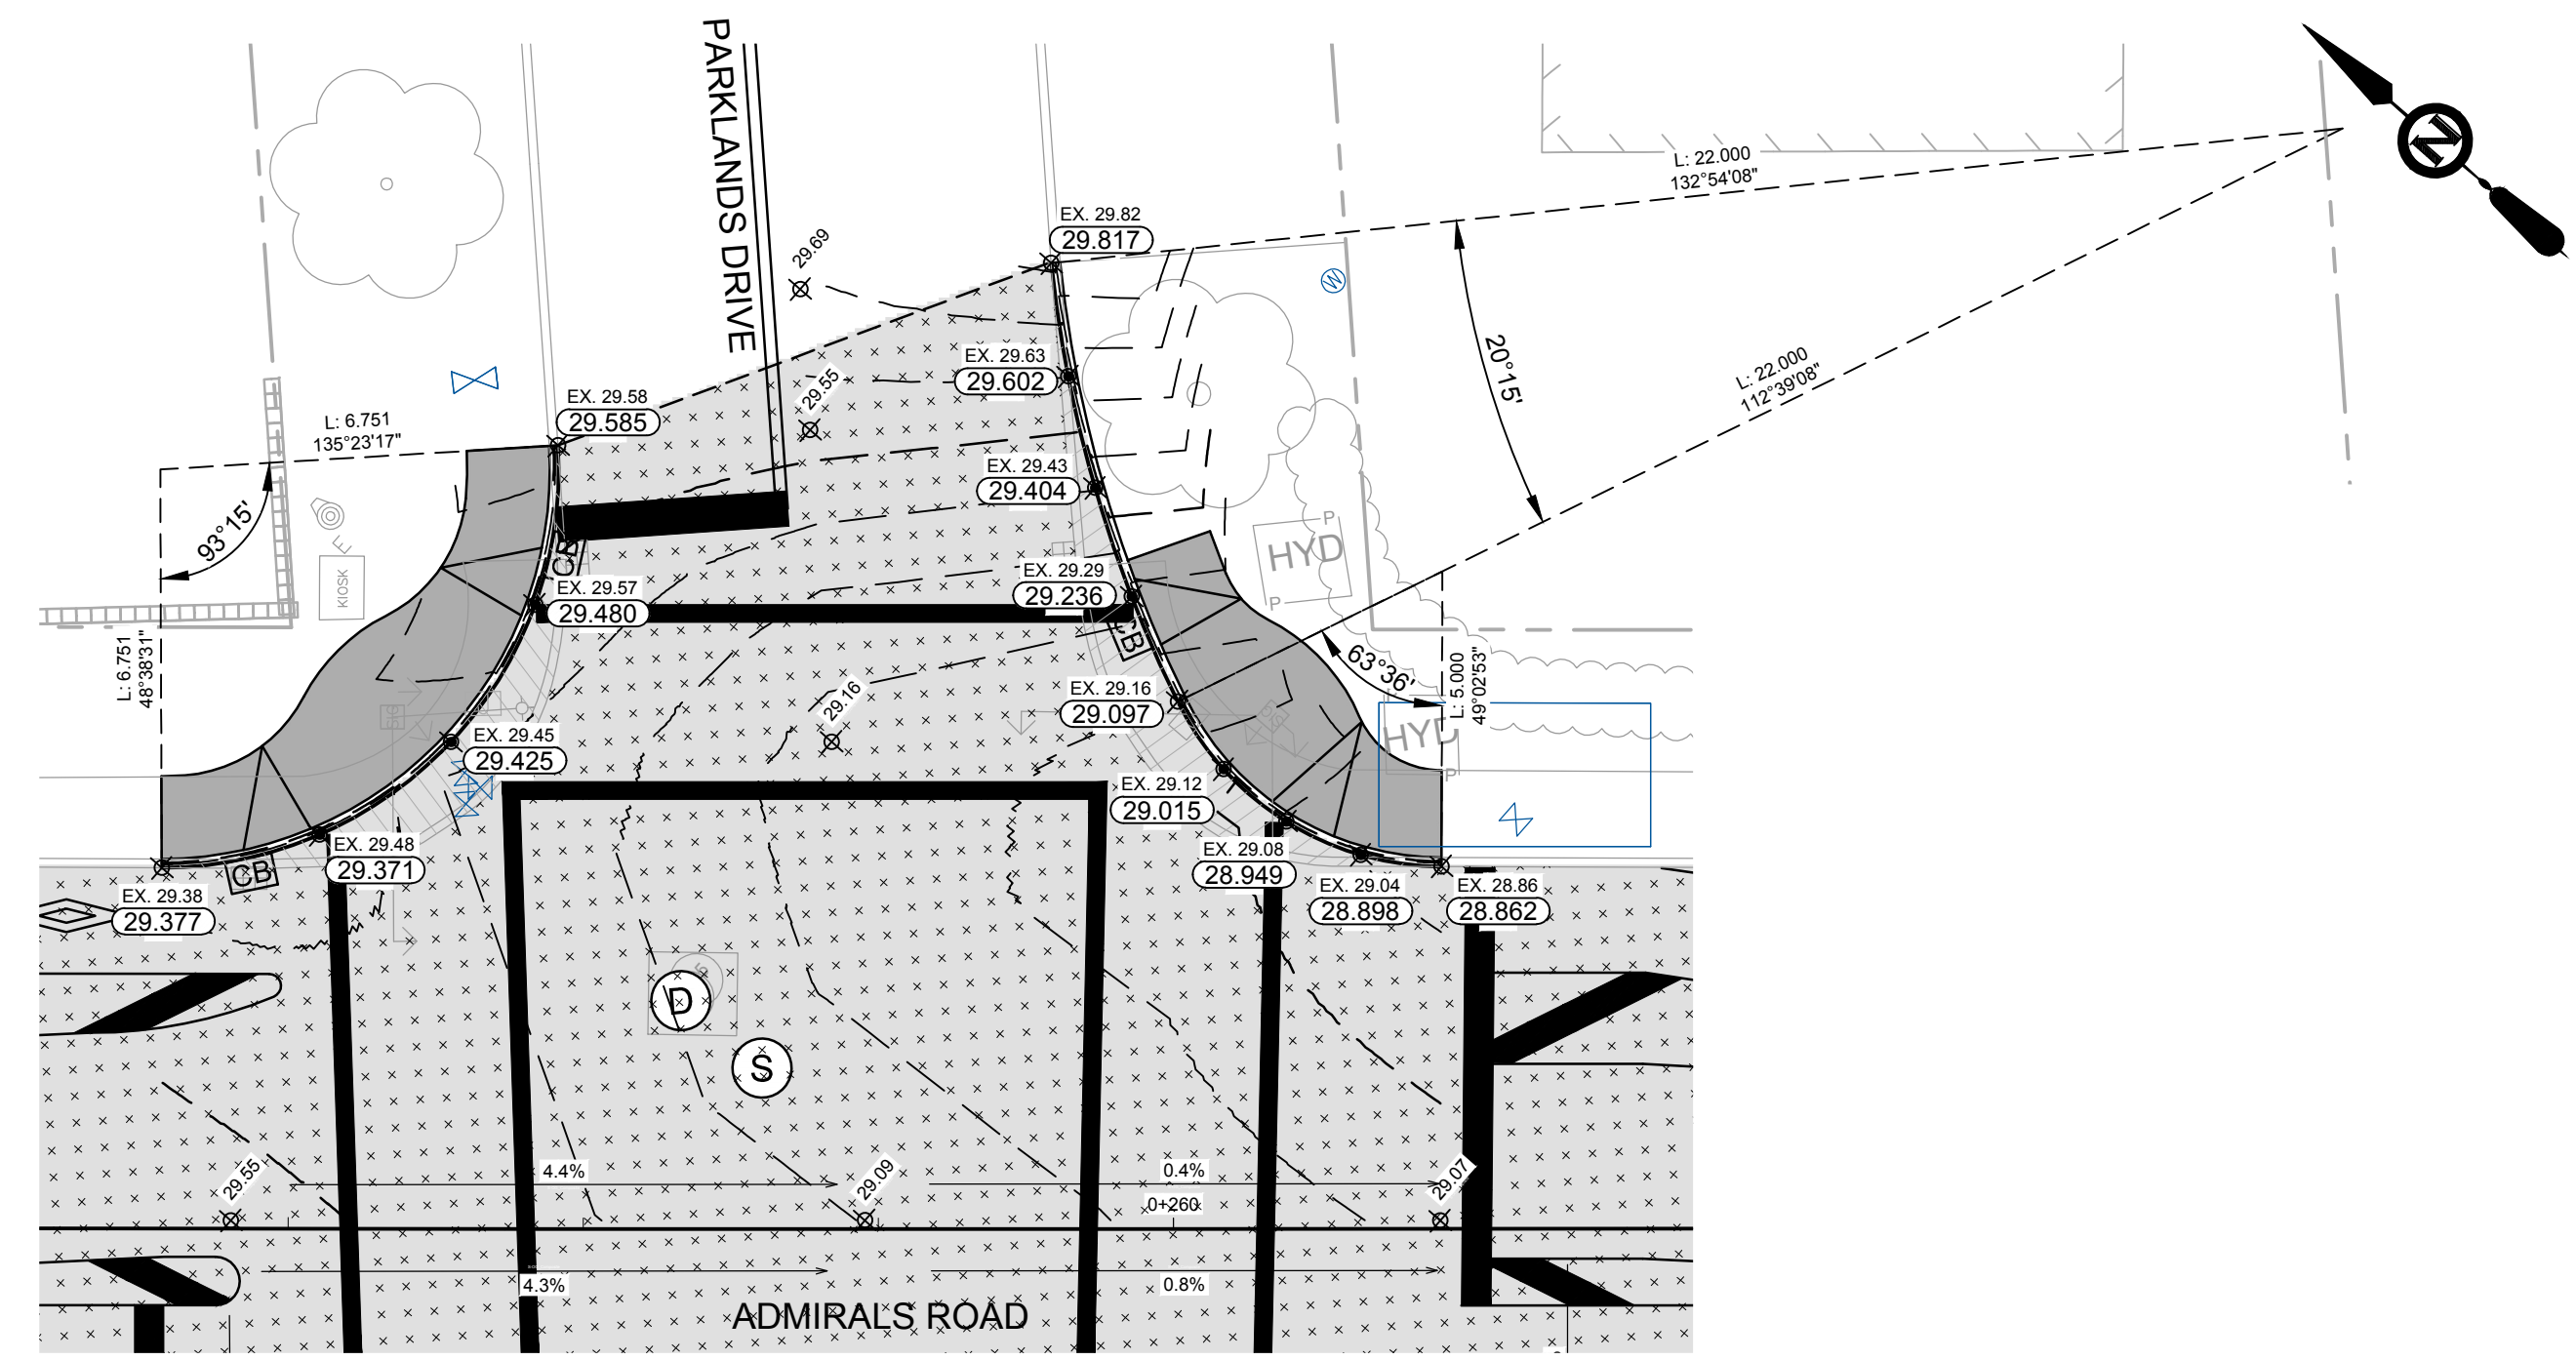 PARKLANDS DRIVE
N
L: 22.000
132°54'08"
EX. 29.82
29.817
29.69
W
20°15'
EX. 29.63
29.602
L: 22.000
112°39'08"
29.55
EX. 29.58
29.585
L: 6.751
135°23'17"
EX. 29.43
29.404
93°15'
E
KIOSK
CB
P
HYD
P
EX. 29.57
29.480
EX. 29.29
29.236
CB
L: 6.751
48°38'31"
63°36'
L: 5.000
49°02'53"
29.16
EX. 29.16
29.097
HYD
P
EX. 29.45
29.425
EX. 29.12
29.015
EX. 29.48
29.371
CB
EX. 29.38
29.377
EX. 29.08
28.949
EX. 29.04
28.898
EX. 28.86
28.862
D
S
29.55
4.4%
29.09
0.4%
29.07
0+260
4.3%
0.8%
ADMIRALS ROAD